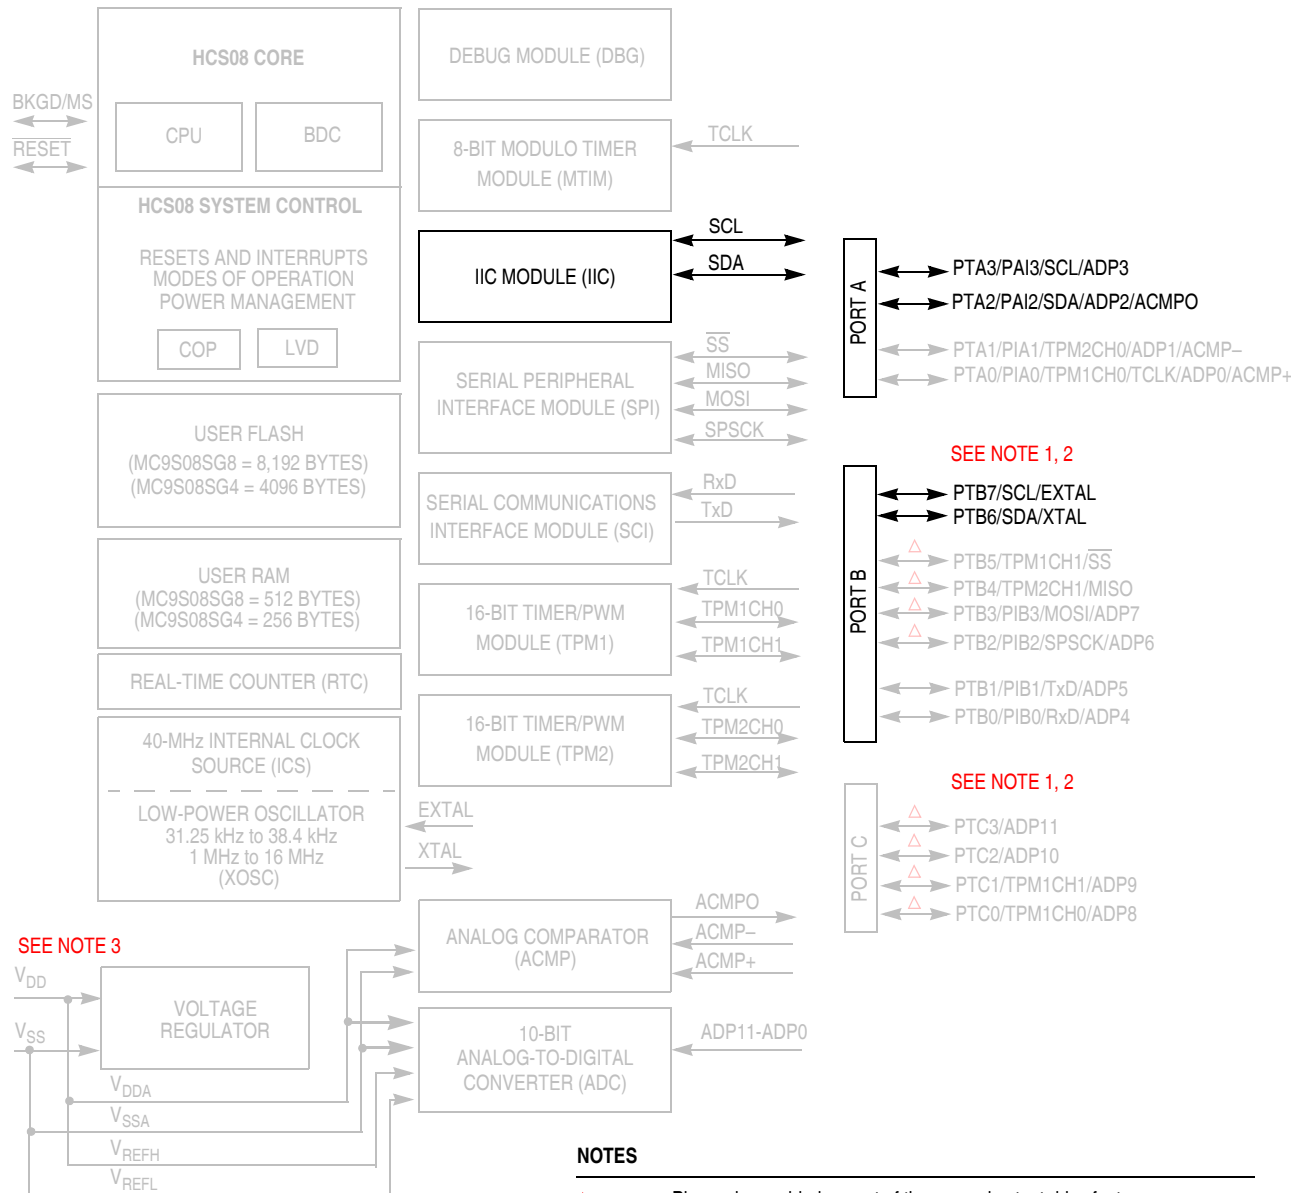 HCS08 CORE
CPU
BDC
BKGD/MS
RESET
HCS08 SYSTEM CONTROL
RESETS AND INTERRUPTS
MODES OF OPERATION
POWER MANAGEMENT
COP
LVD
USER FLASH
(MC9S08SG8 = 8,192 BYTES)
(MC9S08SG4 = 4096 BYTES)
USER RAM
(MC9S08SG8 = 512 BYTES)
(MC9S08SG4 = 256 BYTES)
REAL-TIME COUNTER (RTC)
40-MHz INTERNAL CLOCK
SOURCE (ICS)
LOW-POWER OSCILLATOR
31.25 kHz to 38.4 kHz
1 MHz to 16 MHz
(XOSC)
EXTAL
XTAL
SEE NOTE 3
VDD
VSS
VOLTAGE
REGULATOR
VDDA
VSSA
VREFH
VREFL
DEBUG MODULE (DBG)
8-BIT MODULO TIMER
MODULE (MTIM)
TCLK
IIC MODULE (IIC)
SCL
SDA
SERIAL PERIPHERAL
INTERFACE MODULE (SPI)
SS
MISO
MOSI
SPSCK
SERIAL COMMUNICATIONS
INTERFACE MODULE (SCI)
RxD
TxD
16-BIT TIMER/PWM
MODULE (TPM1)
TCLK
TPM1CH0
TPM1CH1
16-BIT TIMER/PWM
MODULE (TPM2)
TCLK
TPM2CH0
TPM2CH1
ANALOG COMPARATOR
(ACMP)
ACMPO
ACMP–
ACMP+
10-BIT
ANALOG-TO-DIGITAL
CONVERTER (ADC)
ADP11-ADP0
PORT A
PTA3/PAI3/SCL/ADP3
PTA2/PAI2/SDA/ADP2/ACMPO
PTA1/PIA1/TPM2CH0/ADP1/ACMP–
PTA0/PIA0/TPM1CH0/TCLK/ADP0/ACMP+
SEE NOTE 1, 2
PORT B
PTB7/SCL/EXTAL
PTB6/SDA/XTAL
PTB5/TPM1CH1/SS
PTB4/TPM2CH1/MISO
PTB3/PIB3/MOSI/ADP7
PTB2/PIB2/SPSCK/ADP6
PTB1/PIB1/TxD/ADP5
PTB0/PIB0/RxD/ADP4
SEE NOTE 1, 2
PORT C
PTC3/ADP11
PTC2/ADP10
PTC1/TPM1CH1/ADP9
PTC0/TPM1CH0/ADP8
NOTES